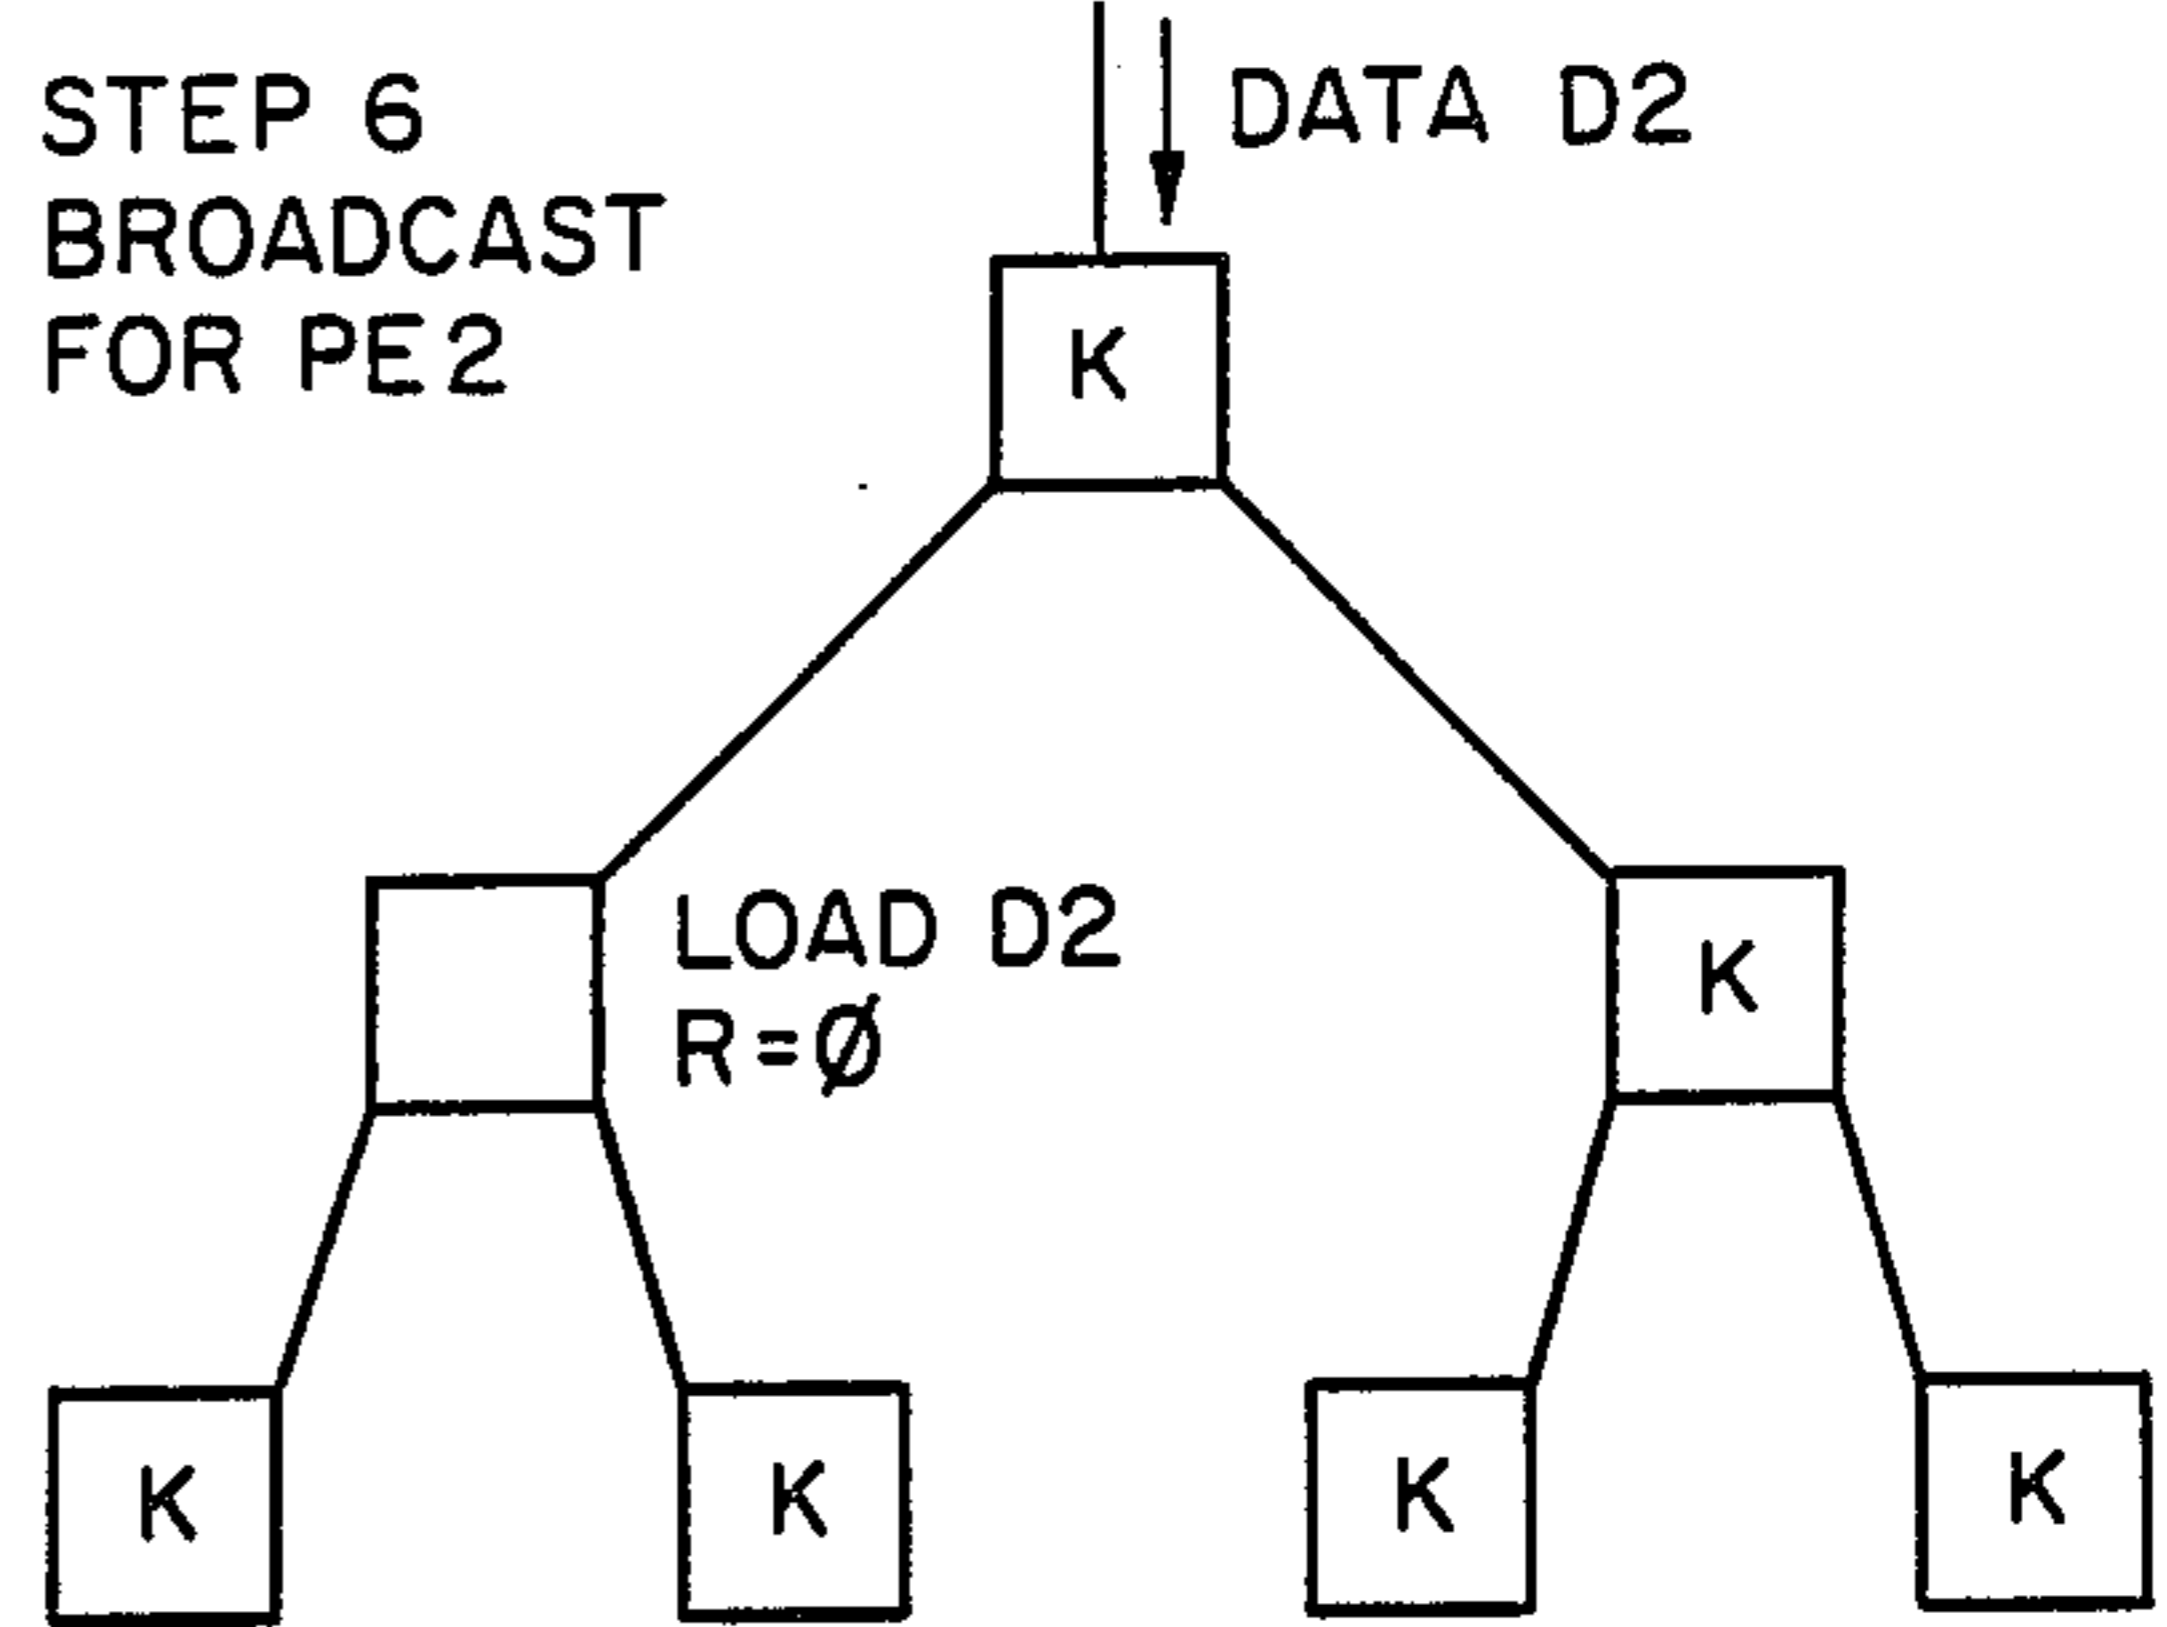 STEP 6
BROADCAST
FOR PE2
DATA D2
K
LOAD D2
R=Ø
K
K
K
K
K